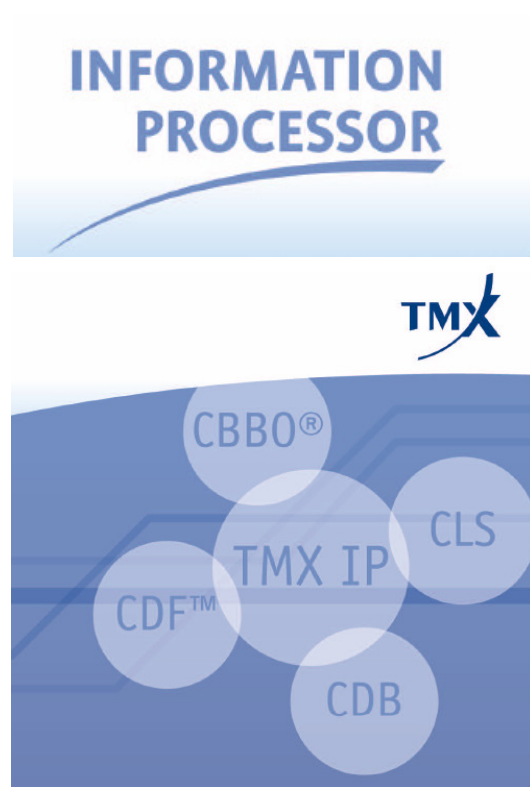 INFORMATION
PROCESSOR
TMX
CBBO®
CLS
TMX IP
CDF™
CDB